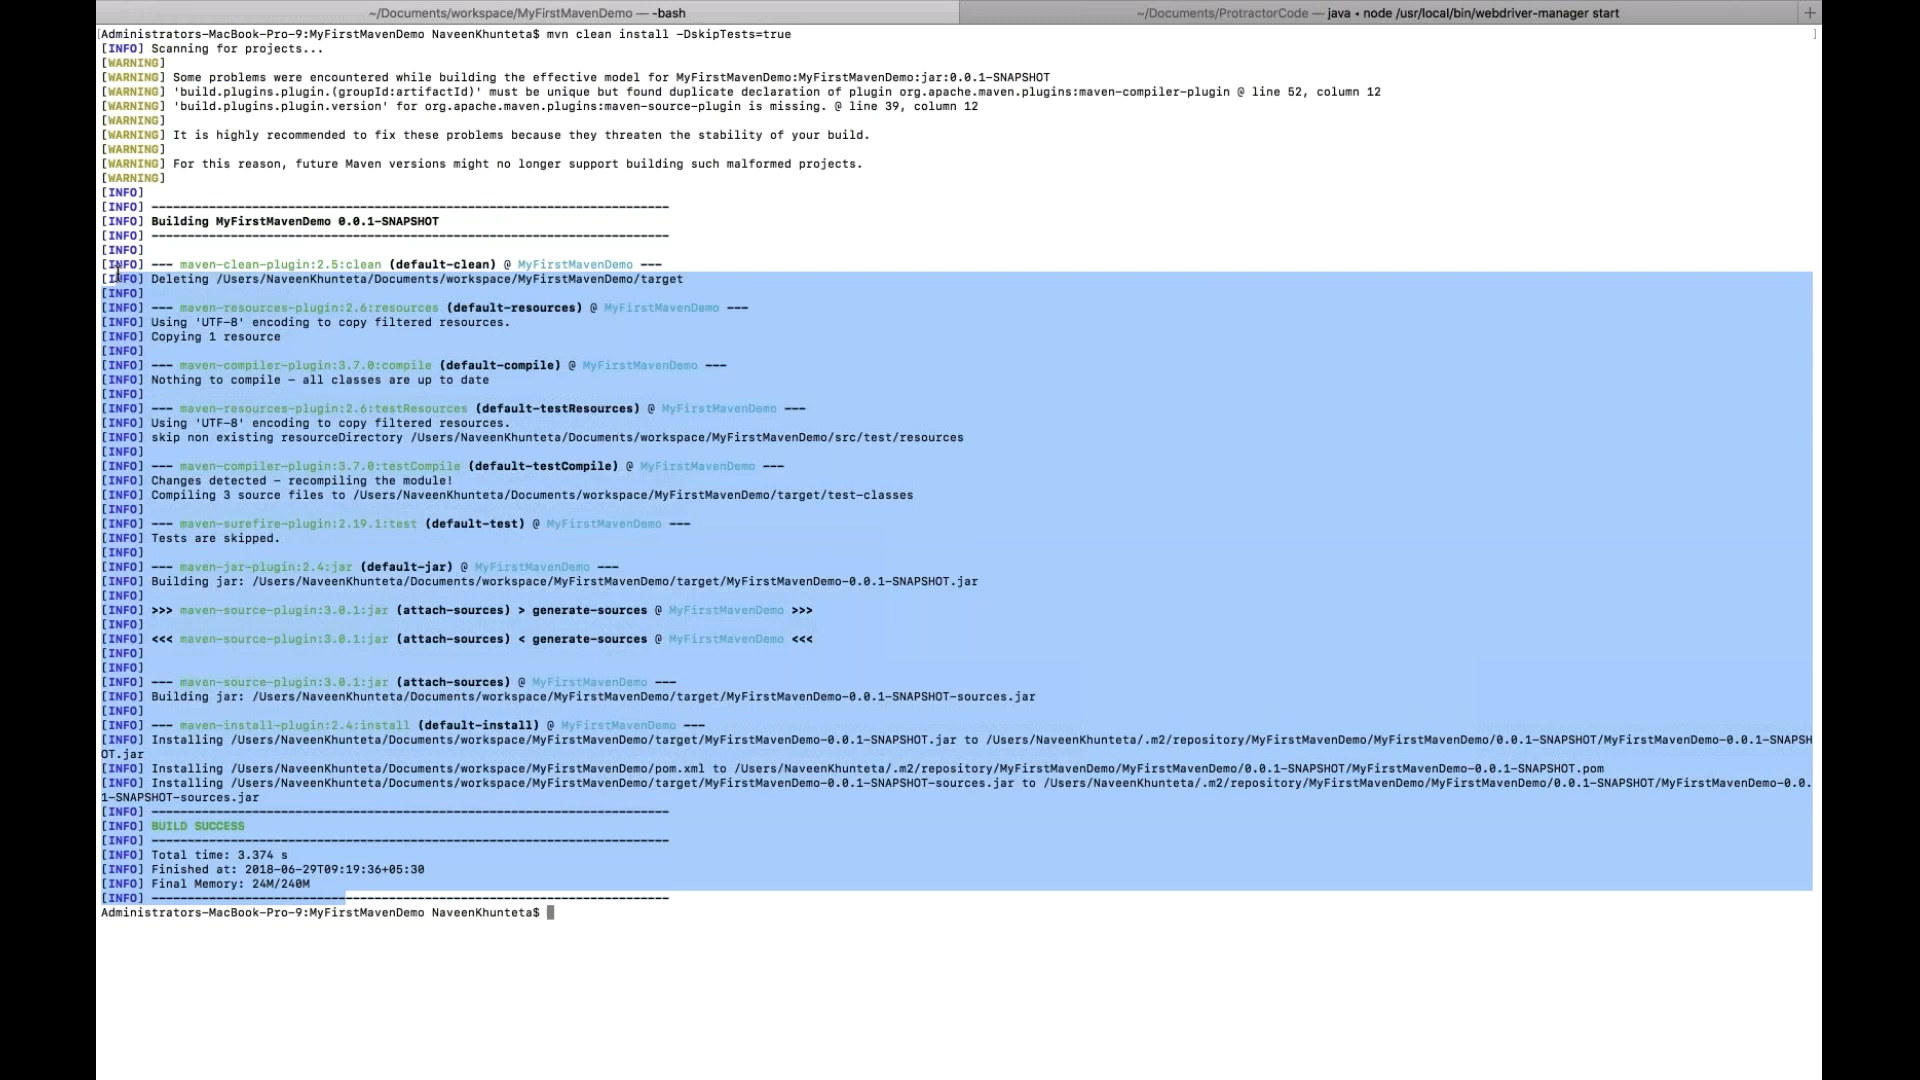 ~/Documents/workspace/MyFirstMavenDemo — -bash
~/Documents/ProtractorCode — java • node /usr/local/bin/webdriver-manager start
[Administrators-MacBook-Pro-9:MyFirstMavenDemo NaveenKhunteta$ mvn clean install -DskipTests=true ]
[INFO] Scanning for projects...
[WARNING]
[WARNING] Some problems were encountered while building the effective model for MyFirstMavenDemo:MyFirstMavenDemo:jar:0.0.1-SNAPSHOT
[WARNING] 'build.plugins.plugin.(groupId:artifactId)' must be unique but found duplicate declaration of plugin org.apache.maven.plugins:maven-compiler-plugin @ line 52, column 12
[WARNING] 'build.plugins.plugin.version' for org.apache.maven.plugins:maven-source-plugin is missing. @ line 39, column 12
[WARNING]
[WARNING] It is highly recommended to fix these problems because they threaten the stability of your build.
[WARNING]
[WARNING] For this reason, future Maven versions might no longer support building such malformed projects.
[WARNING]
[INFO]
[INFO] ------------------------------------------------------------------------
[INFO] Building MyFirstMavenDemo 0.0.1-SNAPSHOT
[INFO] ------------------------------------------------------------------------
[INFO]
[INFO] --- maven-clean-plugin:2.5:clean (default-clean) @ MyFirstMavenDemo ---
[INFO] Deleting /Users/NaveenKhunteta/Documents/workspace/MyFirstMavenDemo/target
[INFO]
[INFO] --- maven-resources-plugin:2.6:resources (default-resources) @ MyFirstMavenDemo ---
[INFO] Using 'UTF-8' encoding to copy filtered resources.
[INFO] Copying 1 resource
[INFO]
[INFO] --- maven-compiler-plugin:3.7.0:compile (default-compile) @ MyFirstMavenDemo ---
[INFO] Nothing to compile - all classes are up to date
[INFO]
[INFO] --- maven-resources-plugin:2.6:testResources (default-testResources) @ MyFirstMavenDemo ---
[INFO] Using 'UTF-8' encoding to copy filtered resources.
[INFO] skip non existing resourceDirectory /Users/NaveenKhunteta/Documents/workspace/MyFirstMavenDemo/src/test/resources
[INFO]
[INFO] --- maven-compiler-plugin:3.7.0:testCompile (default-testCompile) @ MyFirstMavenDemo ---
[INFO] Changes detected - recompiling the module!
[INFO] Compiling 3 source files to /Users/NaveenKhunteta/Documents/workspace/MyFirstMavenDemo/target/test-classes
[INFO]
[INFO] --- maven-surefire-plugin:2.19.1:test (default-test) @ MyFirstMavenDemo ---
[INFO] Tests are skipped.
[INFO]
[INFO] --- maven-jar-plugin:2.4:jar (default-jar) @ MyFirstMavenDemo ---
[INFO] Building jar: /Users/NaveenKhunteta/Documents/workspace/MyFirstMavenDemo/target/MyFirstMavenDemo-0.0.1-SNAPSHOT.jar
[INFO]
[INFO] >>> maven-source-plugin:3.0.1:jar (attach-sources) > generate-sources @ MyFirstMavenDemo >>>
[INFO]
[INFO] <<< maven-source-plugin:3.0.1:jar (attach-sources) < generate-sources @ MyFirstMavenDemo <<<
[INFO]
[INFO]
[INFO] --- maven-source-plugin:3.0.1:jar (attach-sources) @ MyFirstMavenDemo ---
[INFO] Building jar: /Users/NaveenKhunteta/Documents/workspace/MyFirstMavenDemo/target/MyFirstMavenDemo-0.0.1-SNAPSHOT-sources.jar
[INFO]
[INFO] --- maven-install-plugin:2.4:install (default-install) @ MyFirstMavenDemo ---
[INFO] Installing /Users/NaveenKhunteta/Documents/workspace/MyFirstMavenDemo/target/MyFirstMavenDemo-0.0.1-SNAPSHOT.jar to /Users/NaveenKhunteta/.m2/repository/MyFirstMavenDemo/MyFirstMavenDemo/0.0.1-SNAPSHOT/MyFirstMavenDemo-0.0.1-SNAPSH
OT.jar
[INFO] Installing /Users/NaveenKhunteta/Documents/workspace/MyFirstMavenDemo/pom.xml to /Users/NaveenKhunteta/.m2/repository/MyFirstMavenDemo/MyFirstMavenDemo/0.0.1-SNAPSHOT/MyFirstMavenDemo-0.0.1-SNAPSHOT.pom
[INFO] Installing /Users/NaveenKhunteta/Documents/workspace/MyFirstMavenDemo/target/MyFirstMavenDemo-0.0.1-SNAPSHOT-sources.jar to /Users/NaveenKhunteta/.m2/repository/MyFirstMavenDemo/MyFirstMavenDemo/0.0.1-SNAPSHOT/MyFirstMavenDemo-0.0.
1-SNAPSHOT-sources.jar
[INFO] ------------------------------------------------------------------------
[INFO] BUILD SUCCESS
[INFO] ------------------------------------------------------------------------
[INFO] Total time: 3.374 s
[INFO] Finished at: 2018-06-29T09:19:36+05:30
[INFO] Final Memory: 24M/240M
[INFO] ------------------------------------------------------------------------
Administrators-MacBook-Pro-9:MyFirstMavenDemo NaveenKhunteta$